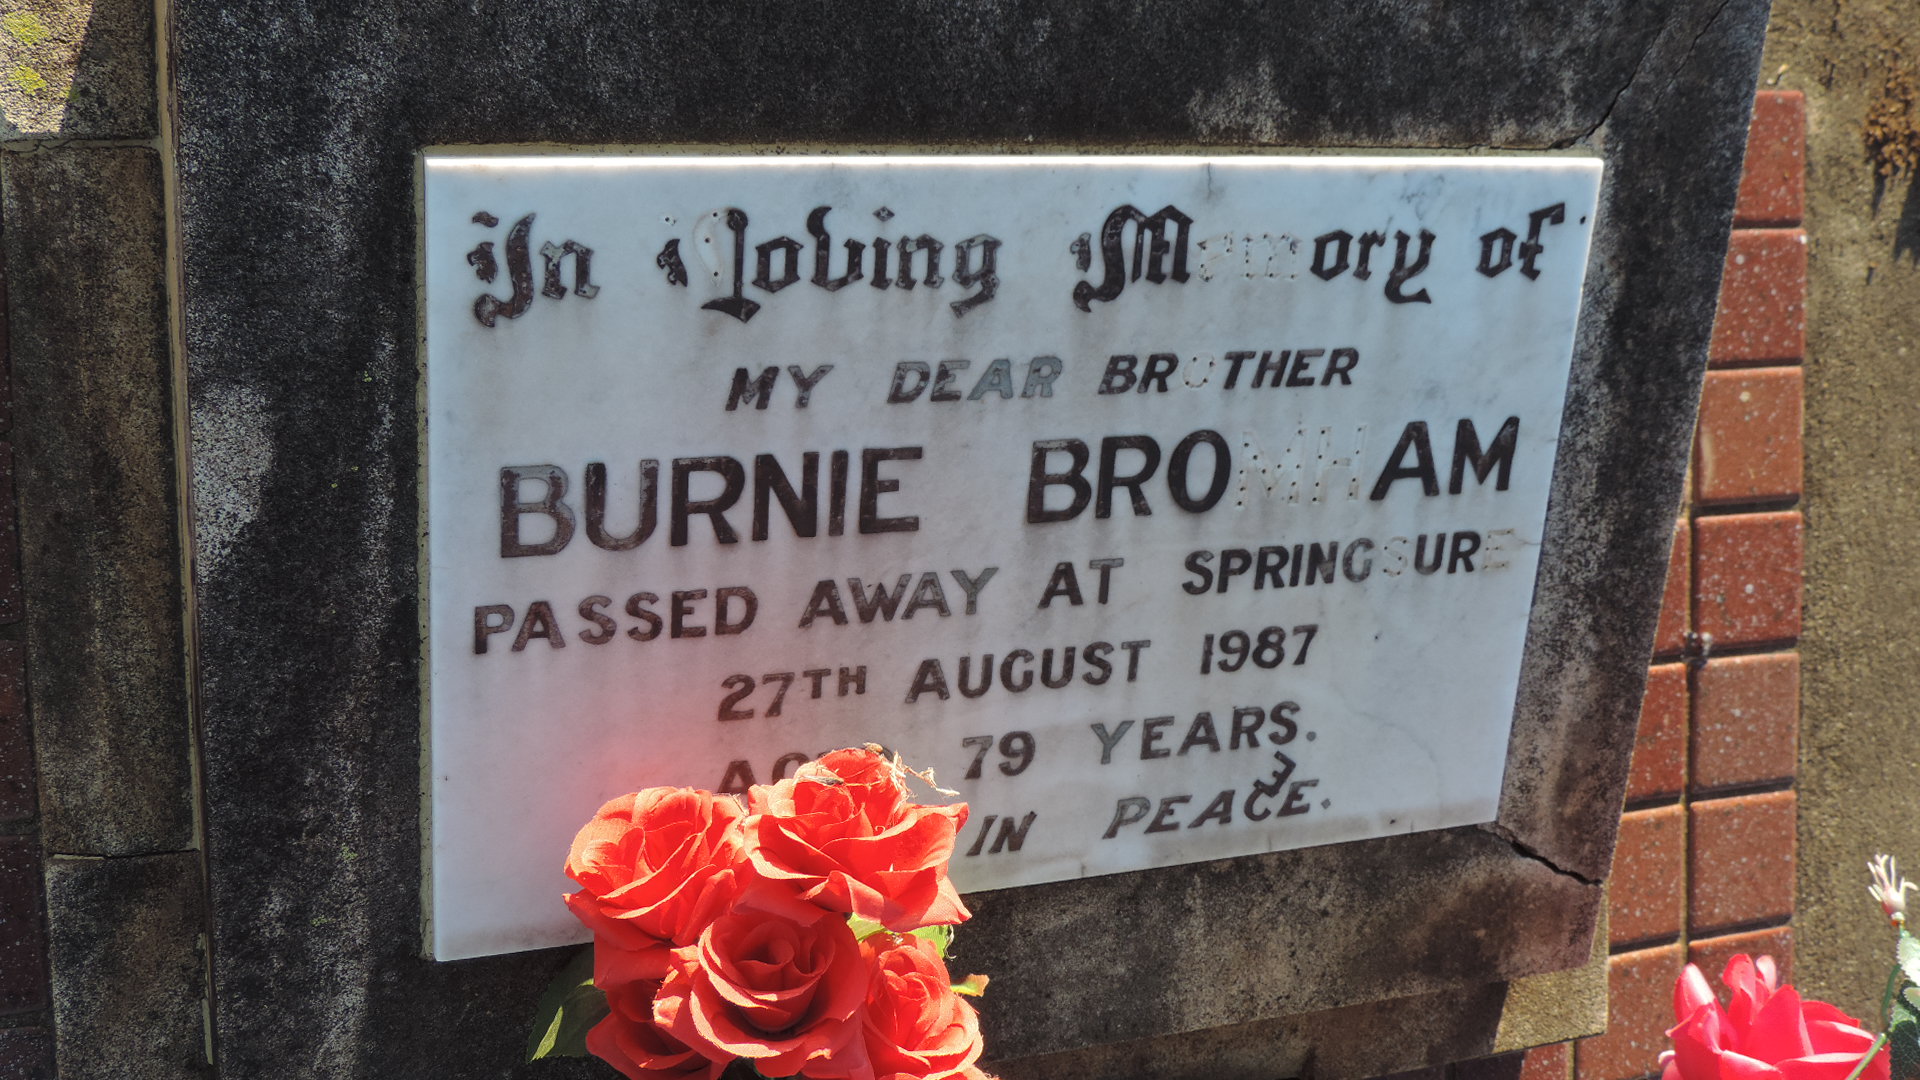 In Loving Memory of
MY DEAR BROTHER
BURNIE BROMHAM
PASSED AWAY AT SPRINGSURE
27TH AUGUST 1987
AGED 79 YEARS.
IN PEACE.